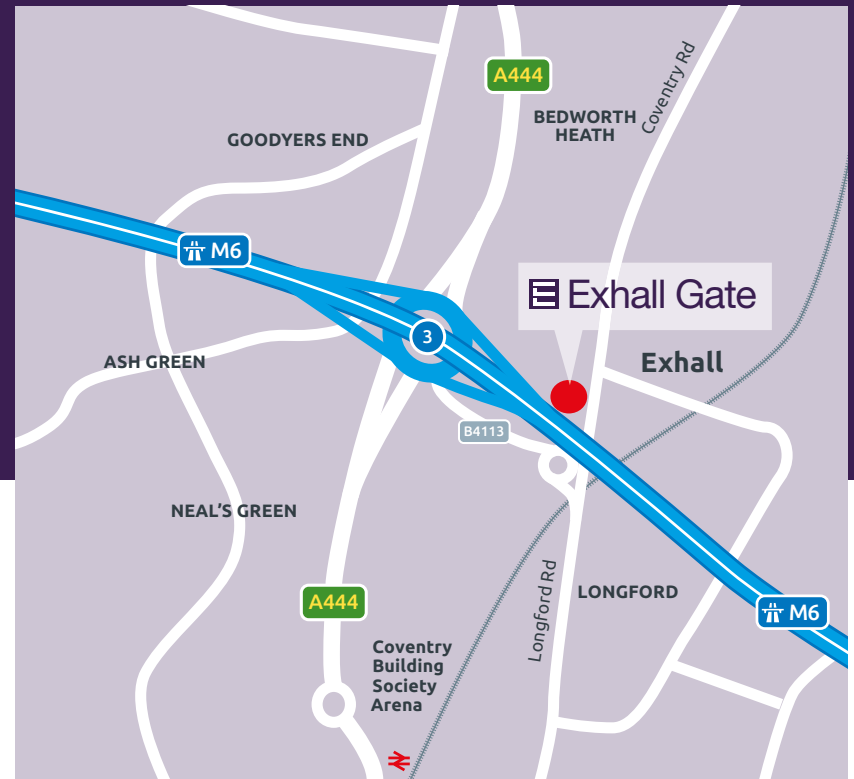 A444
Coventry Rd
BEDWORTH
HEATH
GOODYERS END
M6
Exhall Gate
3
ASH GREEN
Exhall
B4113
NEAL'S GREEN
A444
Longford Rd
LONGFORD
M6
Coventry
Building
Society
Arena